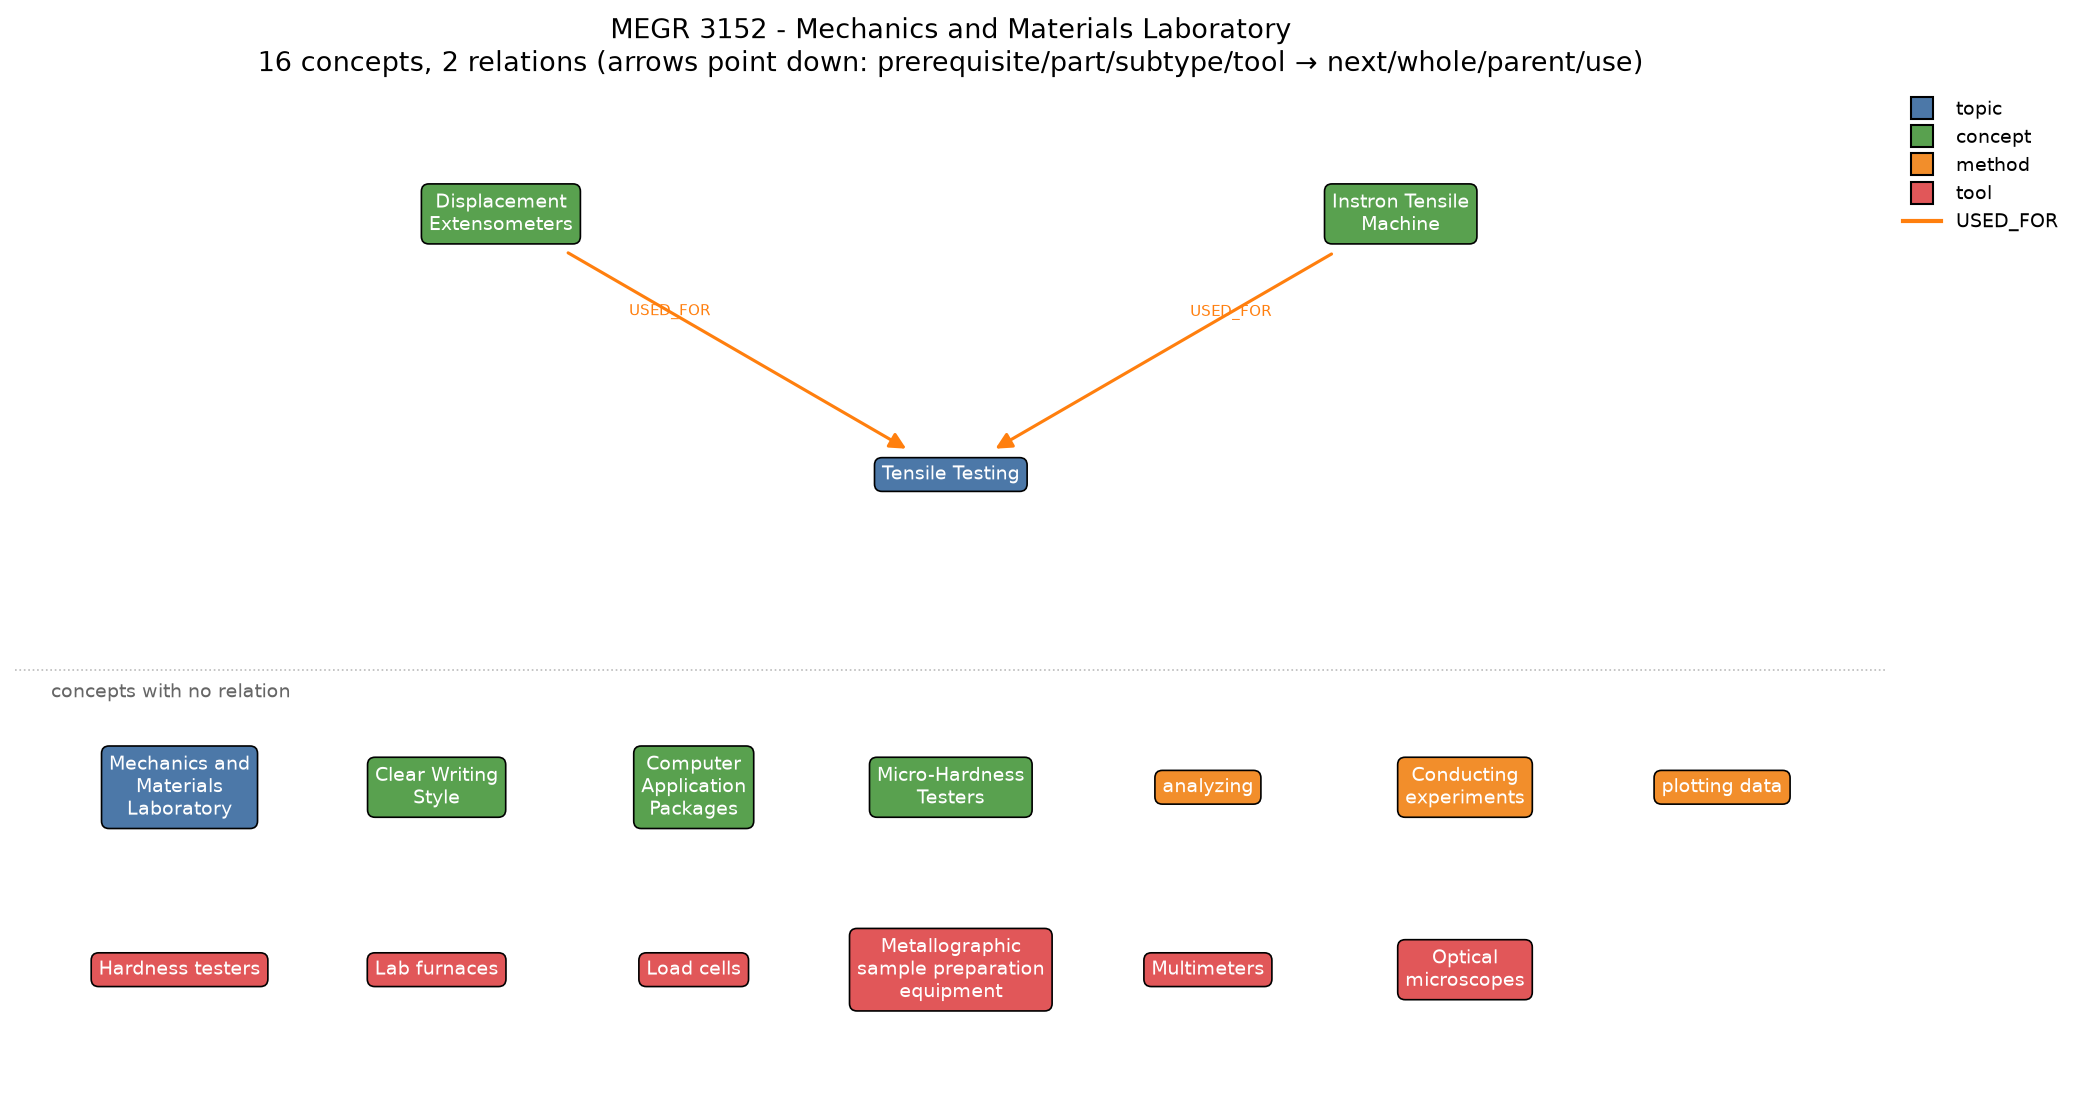 MEGR 3152 - Mechanics and Materials Laboratory
16 concepts, 2 relations (arrows point down: prerequisite/part/subtype/tool → next/whole/parent/use)
topic
concept
method
tool
USED_FOR
Displacement
Extensometers
Instron Tensile
Machine
USED_FOR
USED_FOR
Tensile Testing
concepts with no relation
Mechanics and
Materials
Laboratory
Clear Writing
Style
Computer
Application
Packages
Micro-Hardness
Testers
analyzing
Conducting
experiments
plotting data
Hardness testers
Lab furnaces
Load cells
Metallographic
sample preparation
equipment
Multimeters
Optical
microscopes